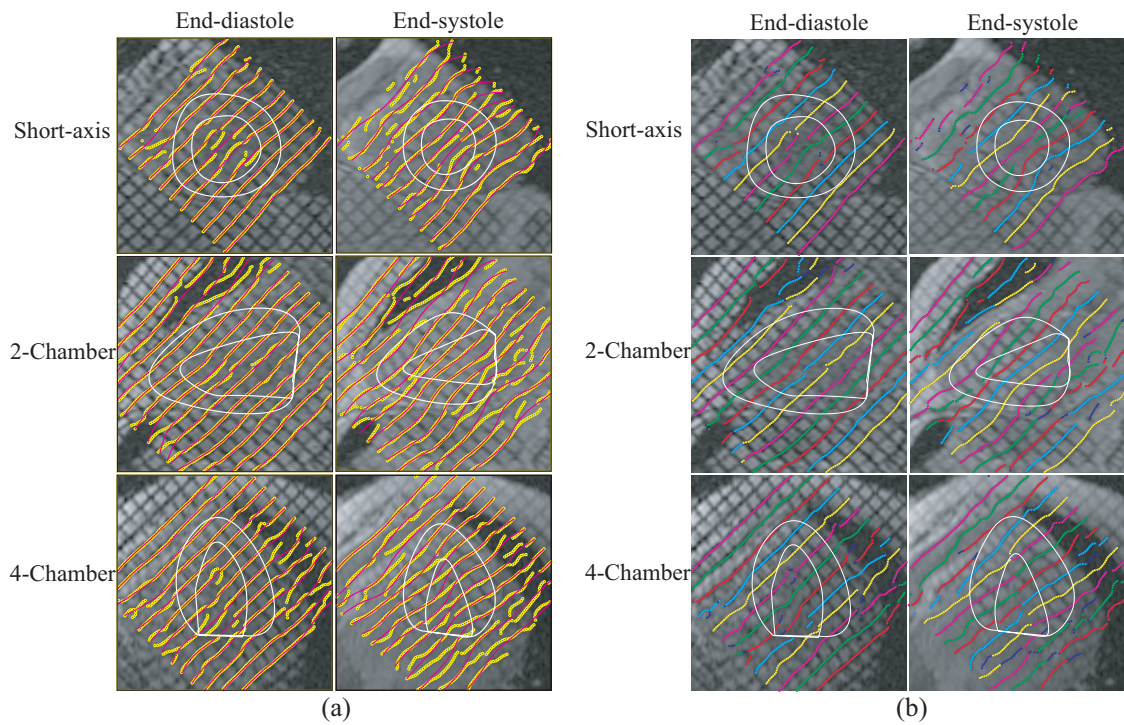 End-diastole End-systole End-diastole End-systole
Short-axis Short-axis
2-Chamber 2-Chamber
4-Chamber 4-Chamber
(a) (b)